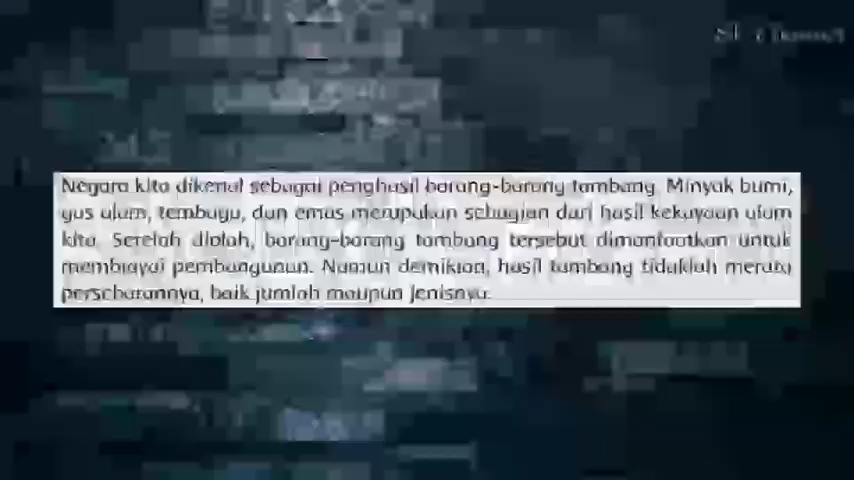 Negara kita dikenal sebagai penghasil barang-barang tambang. Minyak bumi,
gas alam, tembaga, dan emas merupakan sebagian dari hasil kekayaan alam
kita. Setelah diolah, barang-barang tambang tersebut dimanfaatkan untuk
membiayai pembangunan. Namun demikian, hasil tambang tidaklah merata
persebarannya, baik jumlah maupun jenisnya.